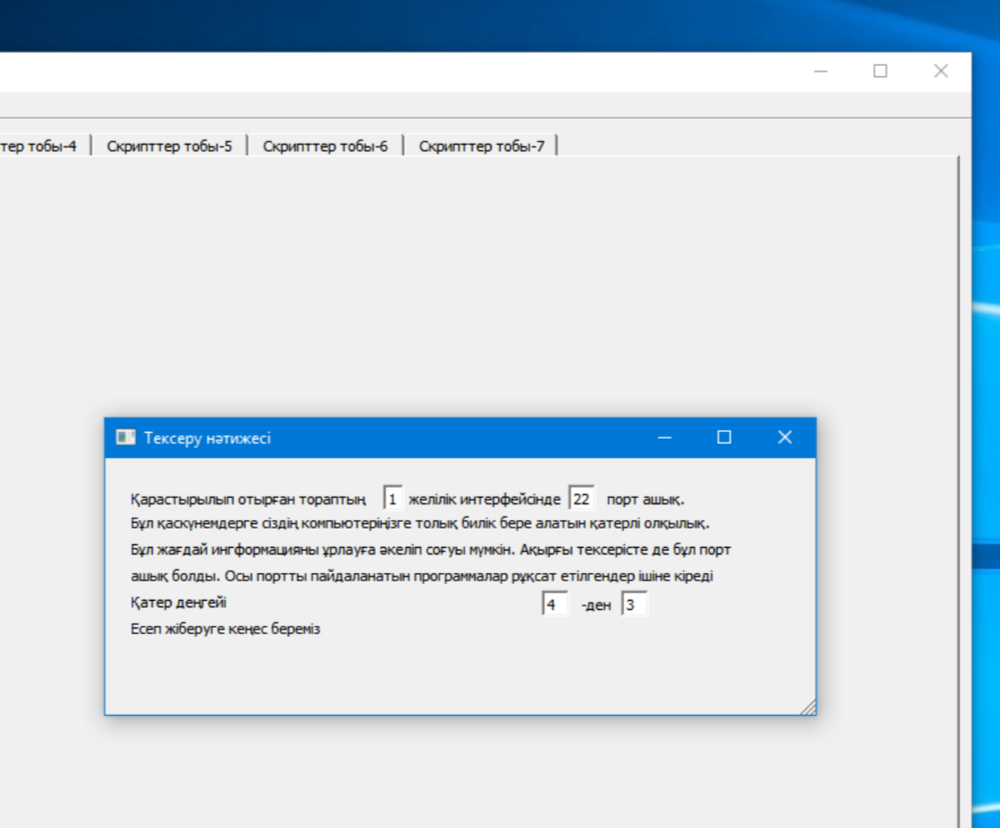 тер тобы-4 Скрипттер тобы-5 Скрипттер тобы-6 Скрипттер тобы-7
Тексеру нәтижесі
Қарастырылып отырған тораптың 1 желілік интерфейсінде 22 порт ашық.
Бұл қаскүнемдерге сіздің компьютеріңізге толық билік бере алатын қатерлі олқылық.
Бұл жағдай ингформацияны ұрлауға әкеліп соғуы мүмкін. Ақырғы тексерісте де бұл порт
ашық болды. Осы портты пайдаланатын программалар рұқсат етілгендер ішіне кіреді
Қатер деңгейі 4 -ден 3
Есеп жіберуге кеңес береміз